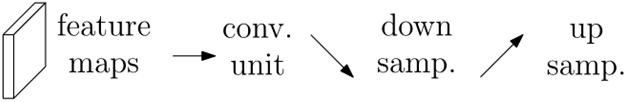 feature
maps
conv.
unit
down
samp.
up
samp.